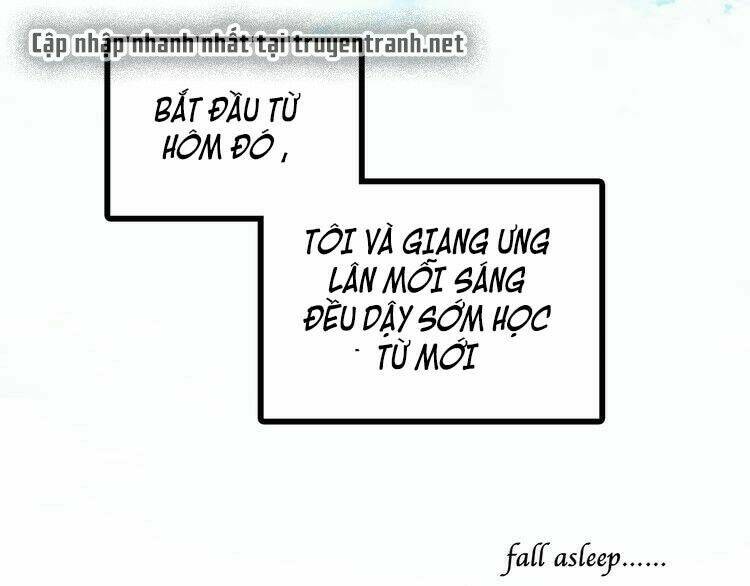 Cập nhập nhanh nhất tại truyentranh.net
BẮT ĐẦU TỪ
HÔM ĐÓ,
TÔI VÀ GIANG ƯNG
LÂN MỖI SÁNG
ĐỀU DẬY SỚM HỌC
TỪ MỚI
fall asleep......